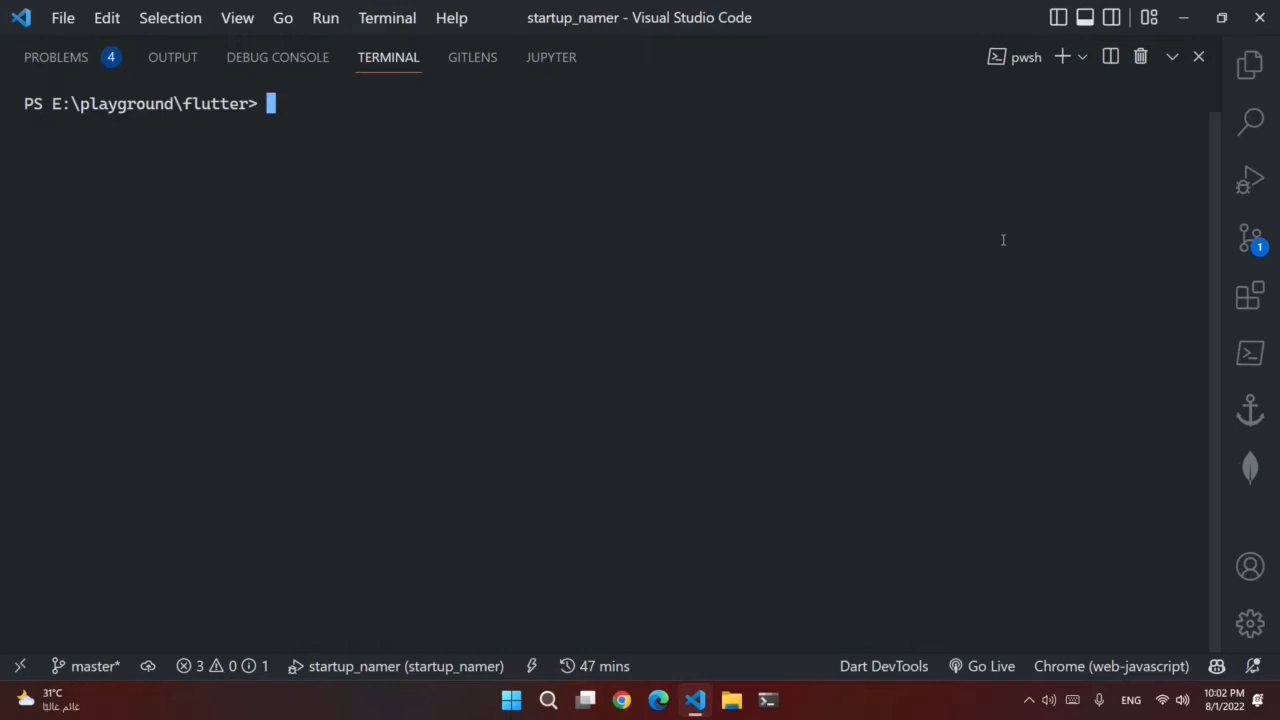 File Edit Selection View Go Run Terminal Help startup_namer - Visual Studio Code
PROBLEMS 4 OUTPUT DEBUG CONSOLE TERMINAL GITLENS JUPYTER pwsh
PS E:\playground\flutter>
1
master* 3 0 1 startup_namer (startup_namer) 47 mins Dart DevTools Go Live Chrome (web-javascript)
31°C
غائم غالبًا
ENG
10:02 PM
8/1/2022